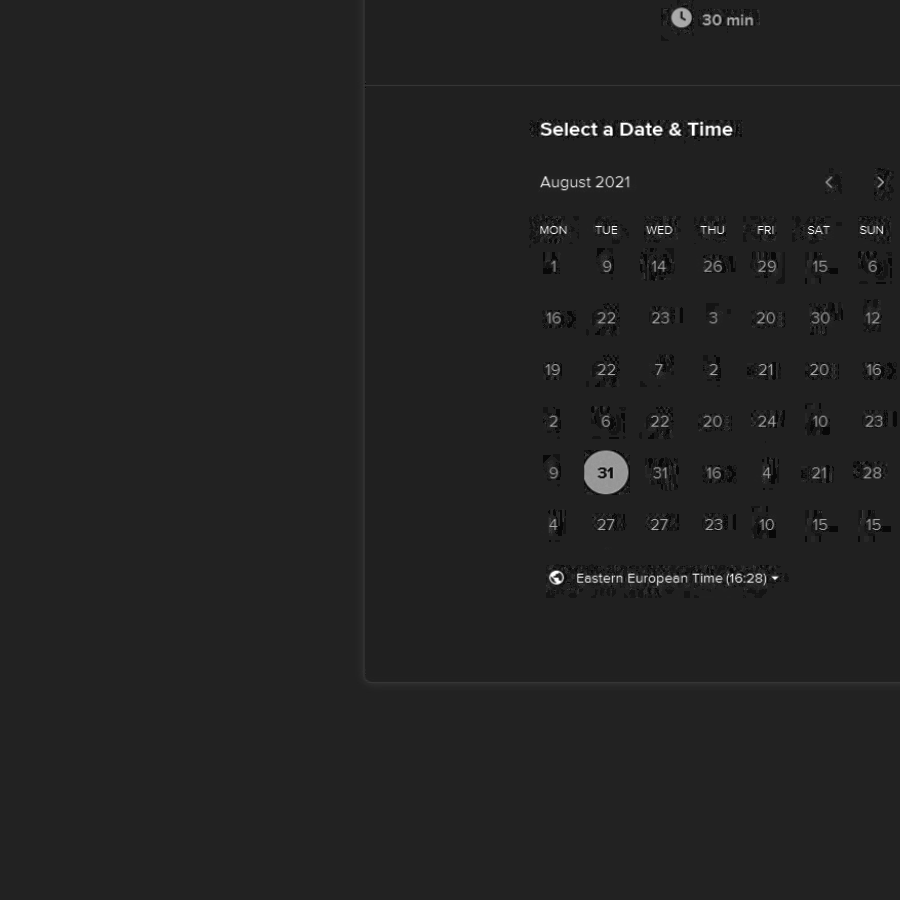 30 min
Select a Date & Time
August 2021
MON TUE WED THU FRI SAT SUN
1 9 14 26 29 15 6
16 22 23 3 20 30 12
19 22 7 2 21 20 16
2 6 22 20 24 10 23
9 31 31 16 4 21 28
4 27 27 23 10 15 15
Eastern European Time (16:28)